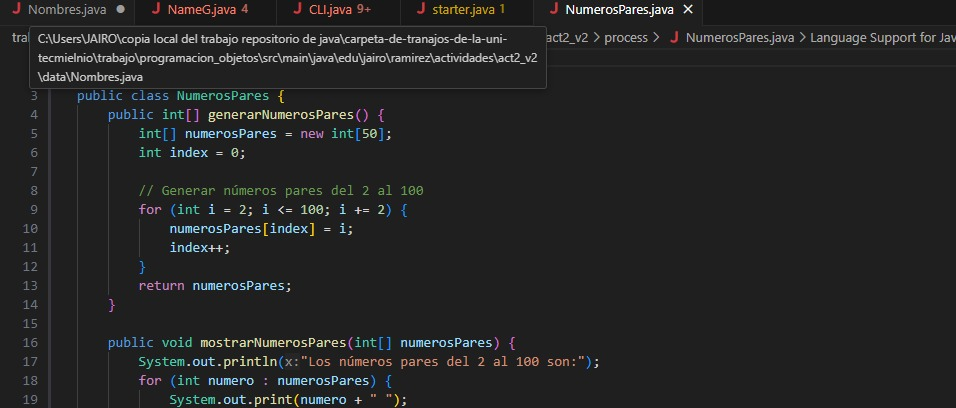 Nombres.java
NameG.java 4
CLI.java 9+
starter.java 1
NumerosPares.java
C:\Users\JAIRO\copia local del trabajo repositorio de java\carpeta-de-tranajos-de-la-uni-
tecmielnio\trabajo\programacion_objetos\src\main\java\edu\jairo\ramirez\actividades\act2_v2
\data\Nombres.java
act2_v2 > process > NumerosPares.java > Language Support for Jav
3 public class NumerosPares {
4 public int[] generarNumerosPares() {
5 int[] numerosPares = new int[50];
6 int index = 0;
7
8 // Generar números pares del 2 al 100
9 for (int i = 2; i <= 100; i += 2) {
10 numerosPares[index] = i;
11 index++;
12 }
13 return numerosPares;
14 }
15
16 public void mostrarNumerosPares(int[] numerosPares) {
17 System.out.println(x:"Los números pares del 2 al 100 son:");
18 for (int numero : numerosPares) {
19 System.out.print(numero + " ");